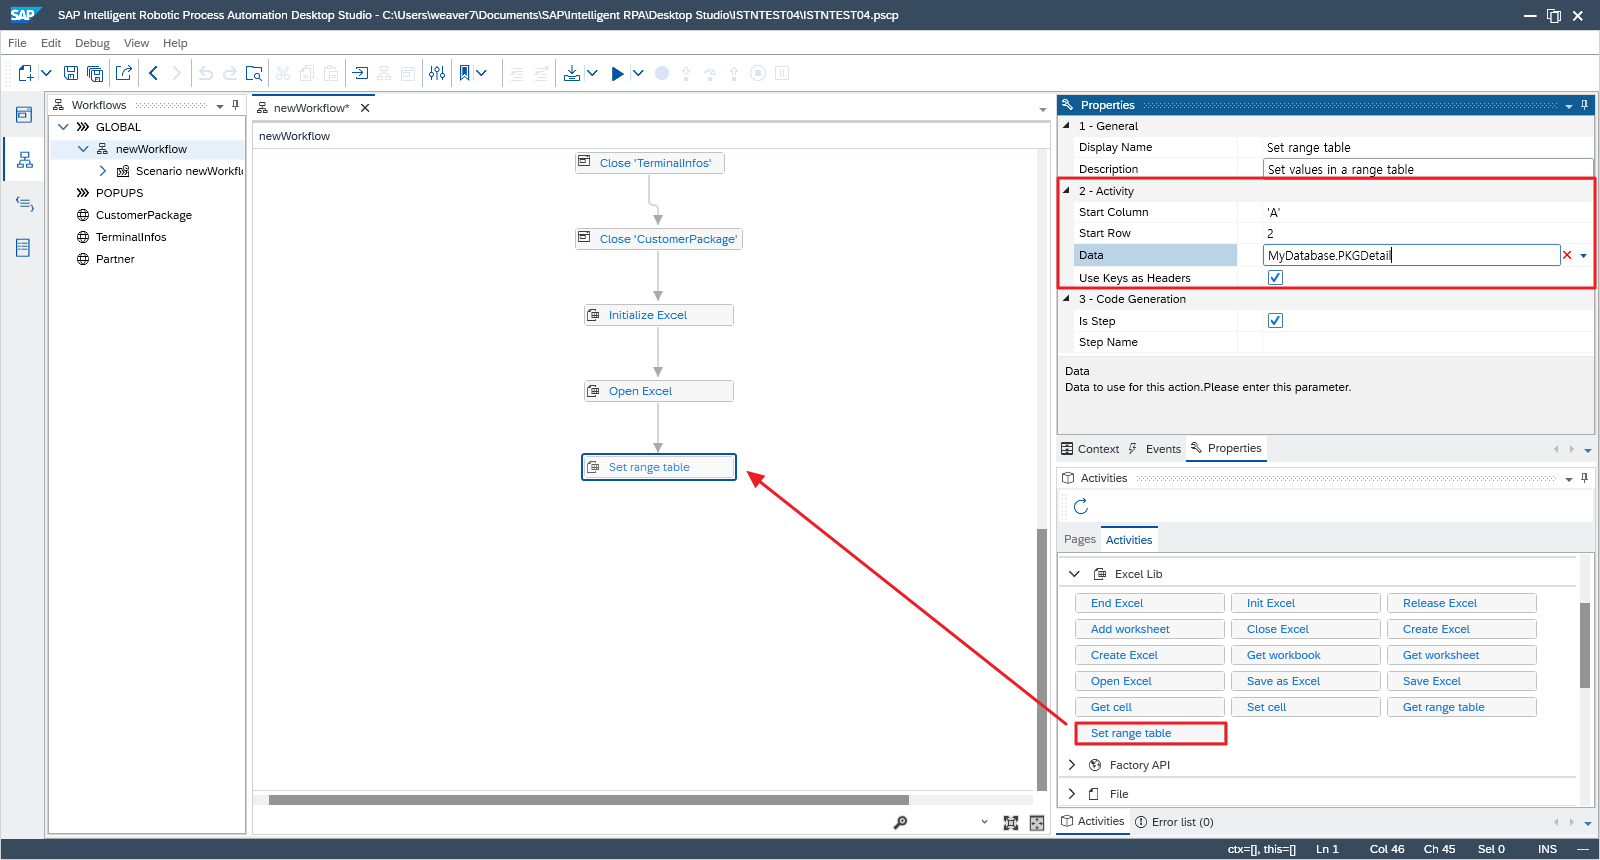 SAP SAP Intelligent Robotic Process Automation Desktop Studio - C:\Users\weaver7\Documents\SAP\Intelligent RPA\Desktop Studio\ISTNTEST04\ISTNTEST04.pscp
File Edit Debug View Help
Workflows
GLOBAL
newWorkflow
Scenario newWorkfl
POPUPS
CustomerPackage
TerminalInfos
Partner
newWorkflow*
newWorkflow
Close 'TerminalInfos'
Close 'CustomerPackage'
Initialize Excel
Open Excel
Set range table
Properties
1 - General
Display Name Set range table
Description Set values in a range table
2 - Activity
Start Column 'A'
Start Row 2
Data MyDatabase.PKGDetail
Use Keys as Headers
3 - Code Generation
Is Step
Step Name
Data
Data to use for this action.Please enter this parameter.
Context Events Properties
Activities
Pages Activities
Excel Lib
End Excel Init Excel Release Excel
Add worksheet Close Excel Create Excel
Create Excel Get workbook Get worksheet
Open Excel Save as Excel Save Excel
Get cell Set cell Get range table
Set range table
Factory API
File
Activities Error list (0)
ctx=[], this=[] Ln 1 Col 46 Ch 45 Sel 0 INS ---